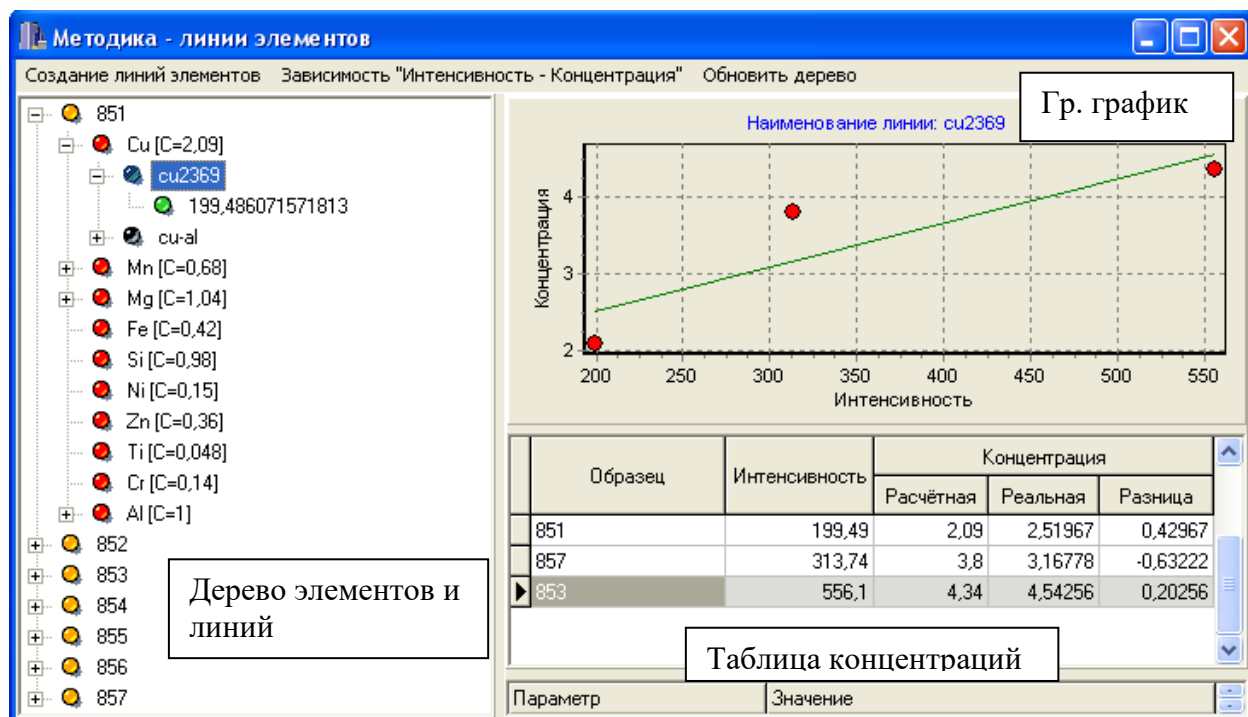 Методика - линии элементов
Создание линий элементов Зависимость "Интенсивность - Концентрация" Обновить дерево
851
Cu [C=2,09]
cu2369
199,486071571813
cu-al
Mn [C=0,68]
Mg [C=1,04]
Fe [C=0,42]
Si [C=0,98]
Ni [C=0,15]
Zn [C=0,36]
Ti [C=0,048]
Cr [C=0,14]
Al [C=1]
852
853
854
855
856
857
Дерево элементов и
линий
Гр. график
Наименование линии: cu2369
Концентрация
4
3
2
200 250 300 350 400 450 500 550
Интенсивность
Образец Интенсивность Концентрация
Расчётная Реальная Разница
851 199,49 2,09 2,51967 0,42967
857 313,74 3,8 3,16778 -0,63222
853 556,1 4,34 4,54256 0,20256
Таблица концентраций
Параметр Значение